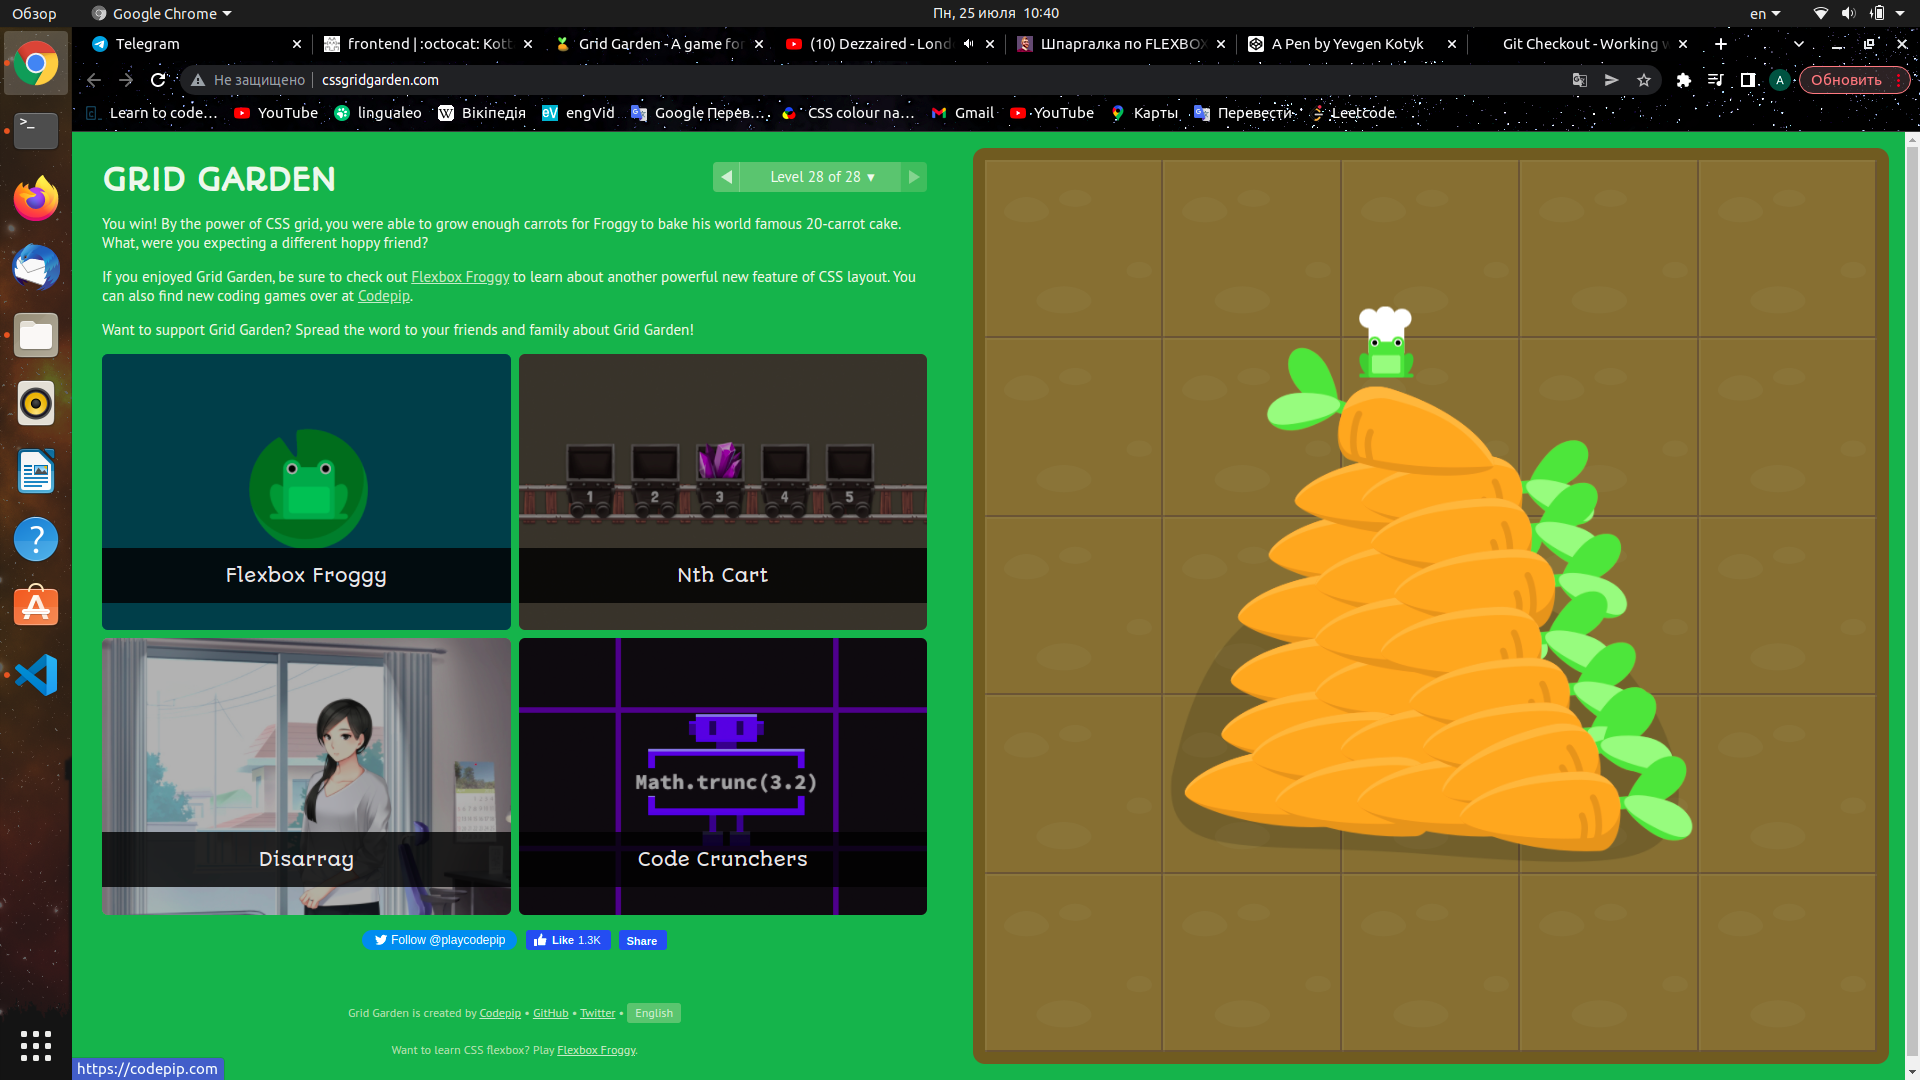 Обзор
Google Chrome
Пн, 25 июля 10:40
en
Telegram
frontend | :octocat: Kott
Grid Garden - A game for
(10) Dezzaired - Lond
Шпаргалка по FLEXBOX
A Pen by Yevgen Kotyk
Git Checkout - Working w
Не защищено
cssgridgarden.com
A
Обновить
Learn to code...
YouTube
lingualeo
Вікіпедія
engVid
Google Перев...
CSS colour na...
Gmail
YouTube
Карты
Перевести
Leetcode
GRID GARDEN
Level 28 of 28
You win! By the power of CSS grid, you were able to grow enough carrots for Froggy to bake his world famous 20-carrot cake.
What, were you expecting a different hoppy friend?
If you enjoyed Grid Garden, be sure to check out Flexbox Froggy to learn about another powerful new feature of CSS layout. You
can also find new coding games over at Codepip.
Want to support Grid Garden? Spread the word to your friends and family about Grid Garden!
1 2 3 4 5
Flexbox Froggy
Nth Cart
Math.trunc(3.2)
Disarray
Code Crunchers
Follow @playcodepip
Like 1.3K
Share
Grid Garden is created by Codepip • GitHub • Twitter • English
Want to learn CSS flexbox? Play Flexbox Froggy.
https://codepip.com